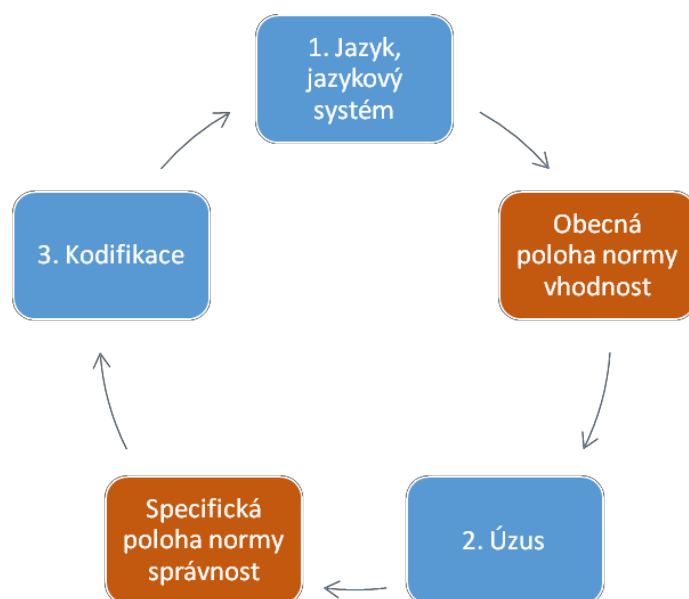 1. Jazyk,
jazykový
systém
Obecná
poloha normy
vhodnost
2. Úzus
Specifická
poloha normy
správnost
3. Kodifikace